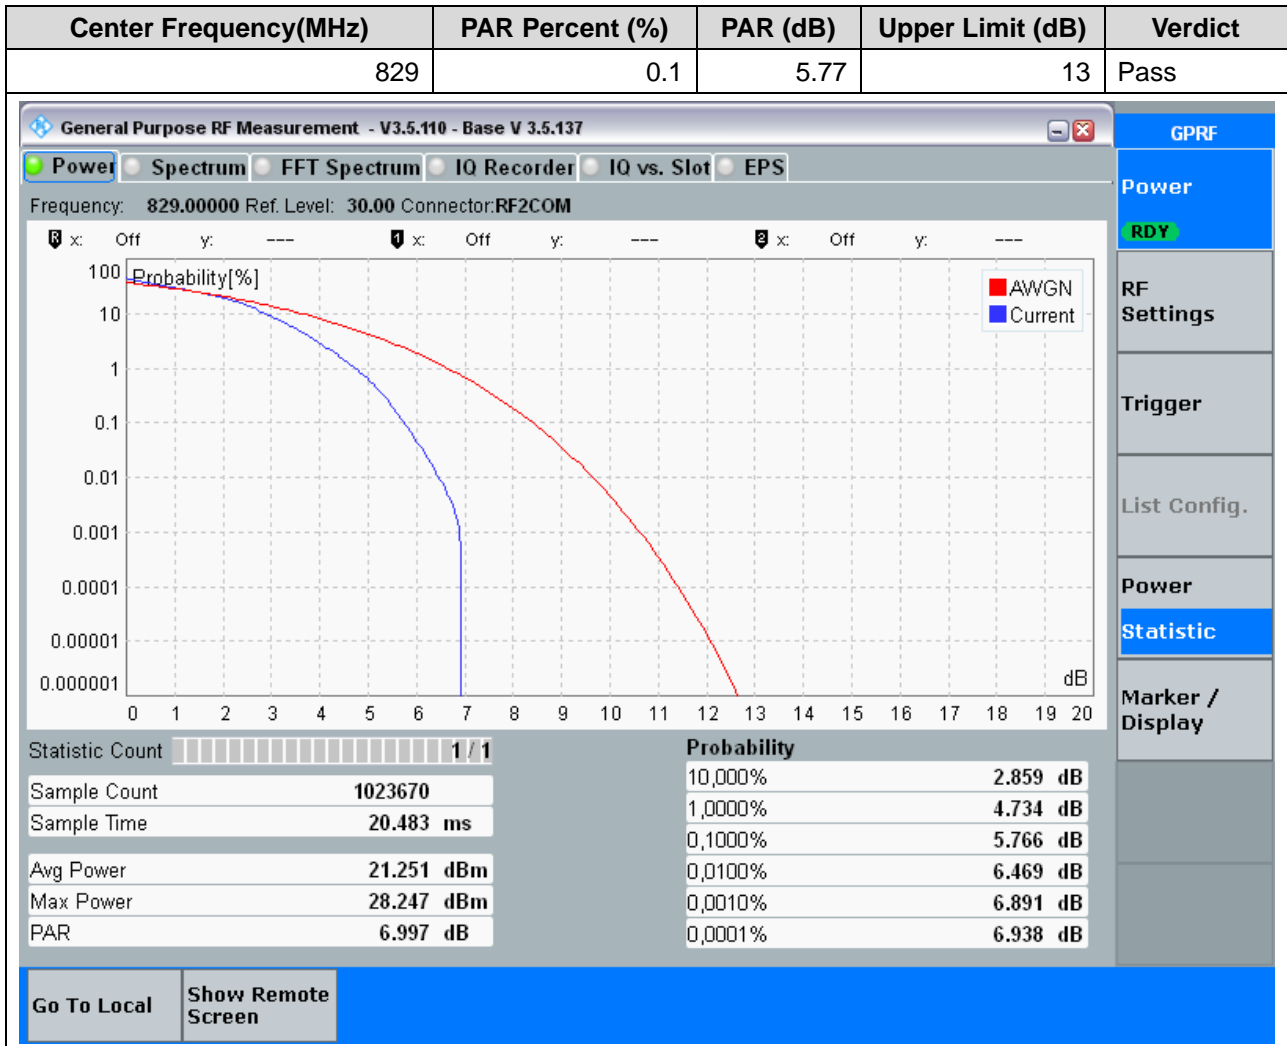 Center Frequency(MHz) PAR Percent (%) PAR (dB) Upper Limit (dB) Verdict
829 0.1 5.77 13 Pass
General Purpose RF Measurement - V3.5.110 - Base V 3.5.137
GPRF
Power Spectrum FFT Spectrum IQ Recorder IQ vs. Slot EPS
Power
RDY
Frequency: 829.00000 Ref. Level: 30.00 Connector:RF2COM
R x: Off y: --- 1 x: Off y: --- 2 x: Off y: ---
Probability[%]
AWGN
Current
100
10
1
0.1
0.01
0.001
0.0001
0.00001
0.000001
dB
0 1 2 3 4 5 6 7 8 9 10 11 12 13 14 15 16 17 18 19 20
RF
Settings
Trigger
List Config.
Power
Statistic
Marker /
Display
Statistic Count 1 / 1
Sample Count 1023670
Sample Time 20.483 ms
Avg Power 21.251 dBm
Max Power 28.247 dBm
PAR 6.997 dB
Probability
10,000% 2.859 dB
1,0000% 4.734 dB
0,1000% 5.766 dB
0,0100% 6.469 dB
0,0010% 6.891 dB
0,0001% 6.938 dB
Go To Local
Show Remote
Screen